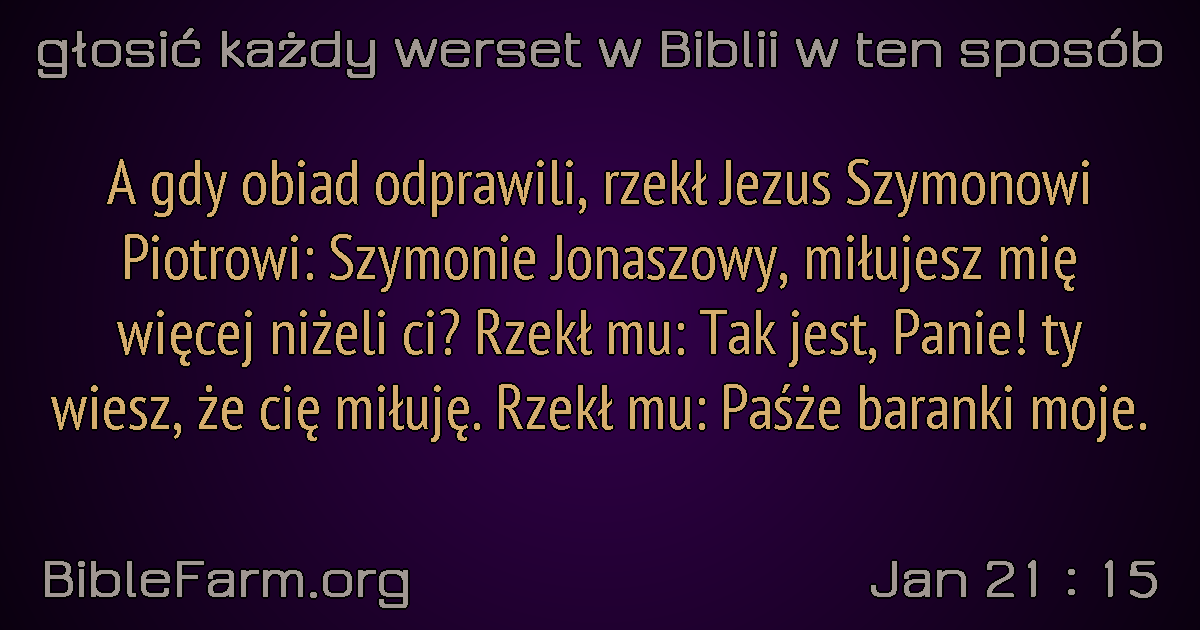 głosić każdy werset w Biblii w ten sposób
A gdy obiad odprawili, rzekł Jezus Szymonowi
Piotrowi: Szymonie Jonaszowy, miłujesz mię
więcej niżeli ci? Rzekł mu: Tak jest, Panie! ty
wiesz, że cię miłuję. Rzekł mu: Paśże baranki moje.
BibleFarm.org
Jan 21 : 15